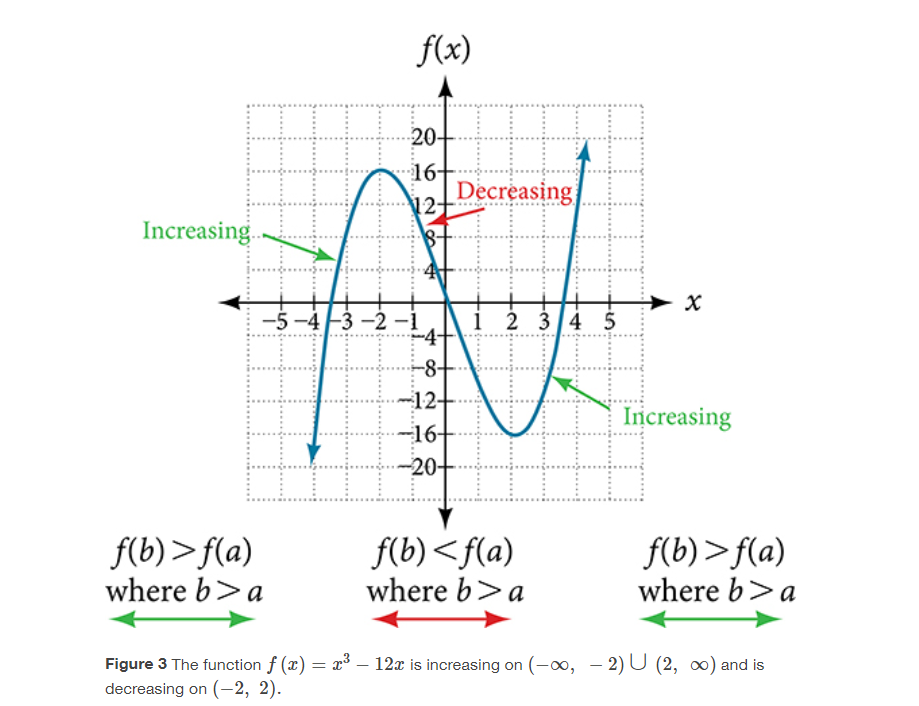 f(x)
20
16
Decreasing
12
Increasing
8
4
x
−5 −4 −3 −2 −1 1 2 3 4 5
−4
−8
−12
Increasing
−16
−20
f(b) > f(a) f(b) < f(a) f(b) > f(a)
where b > a where b > a where b > a
Figure 3 The function f (x) = x³ − 12x is increasing on (−∞, − 2) ∪ (2, ∞) and is
decreasing on (−2, 2).